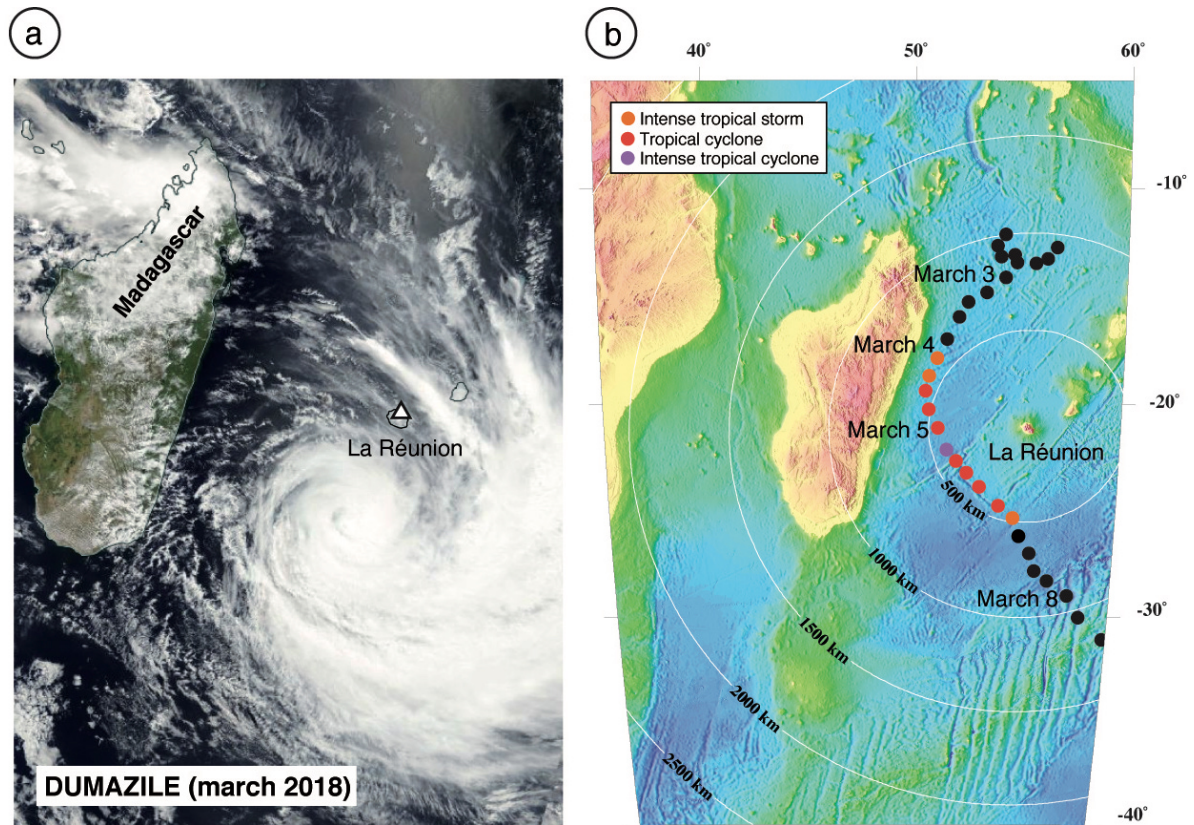 a
Madagascar
La Réunion
DUMAZILE (march 2018)
b
40°
50°
60°
Intense tropical storm
Tropical cyclone
Intense tropical cyclone
-10°
March 3
March 4
-20°
March 5
La Réunion
500 km
1000 km
March 8
-30°
1500 km
2000 km
2500 km
-40°